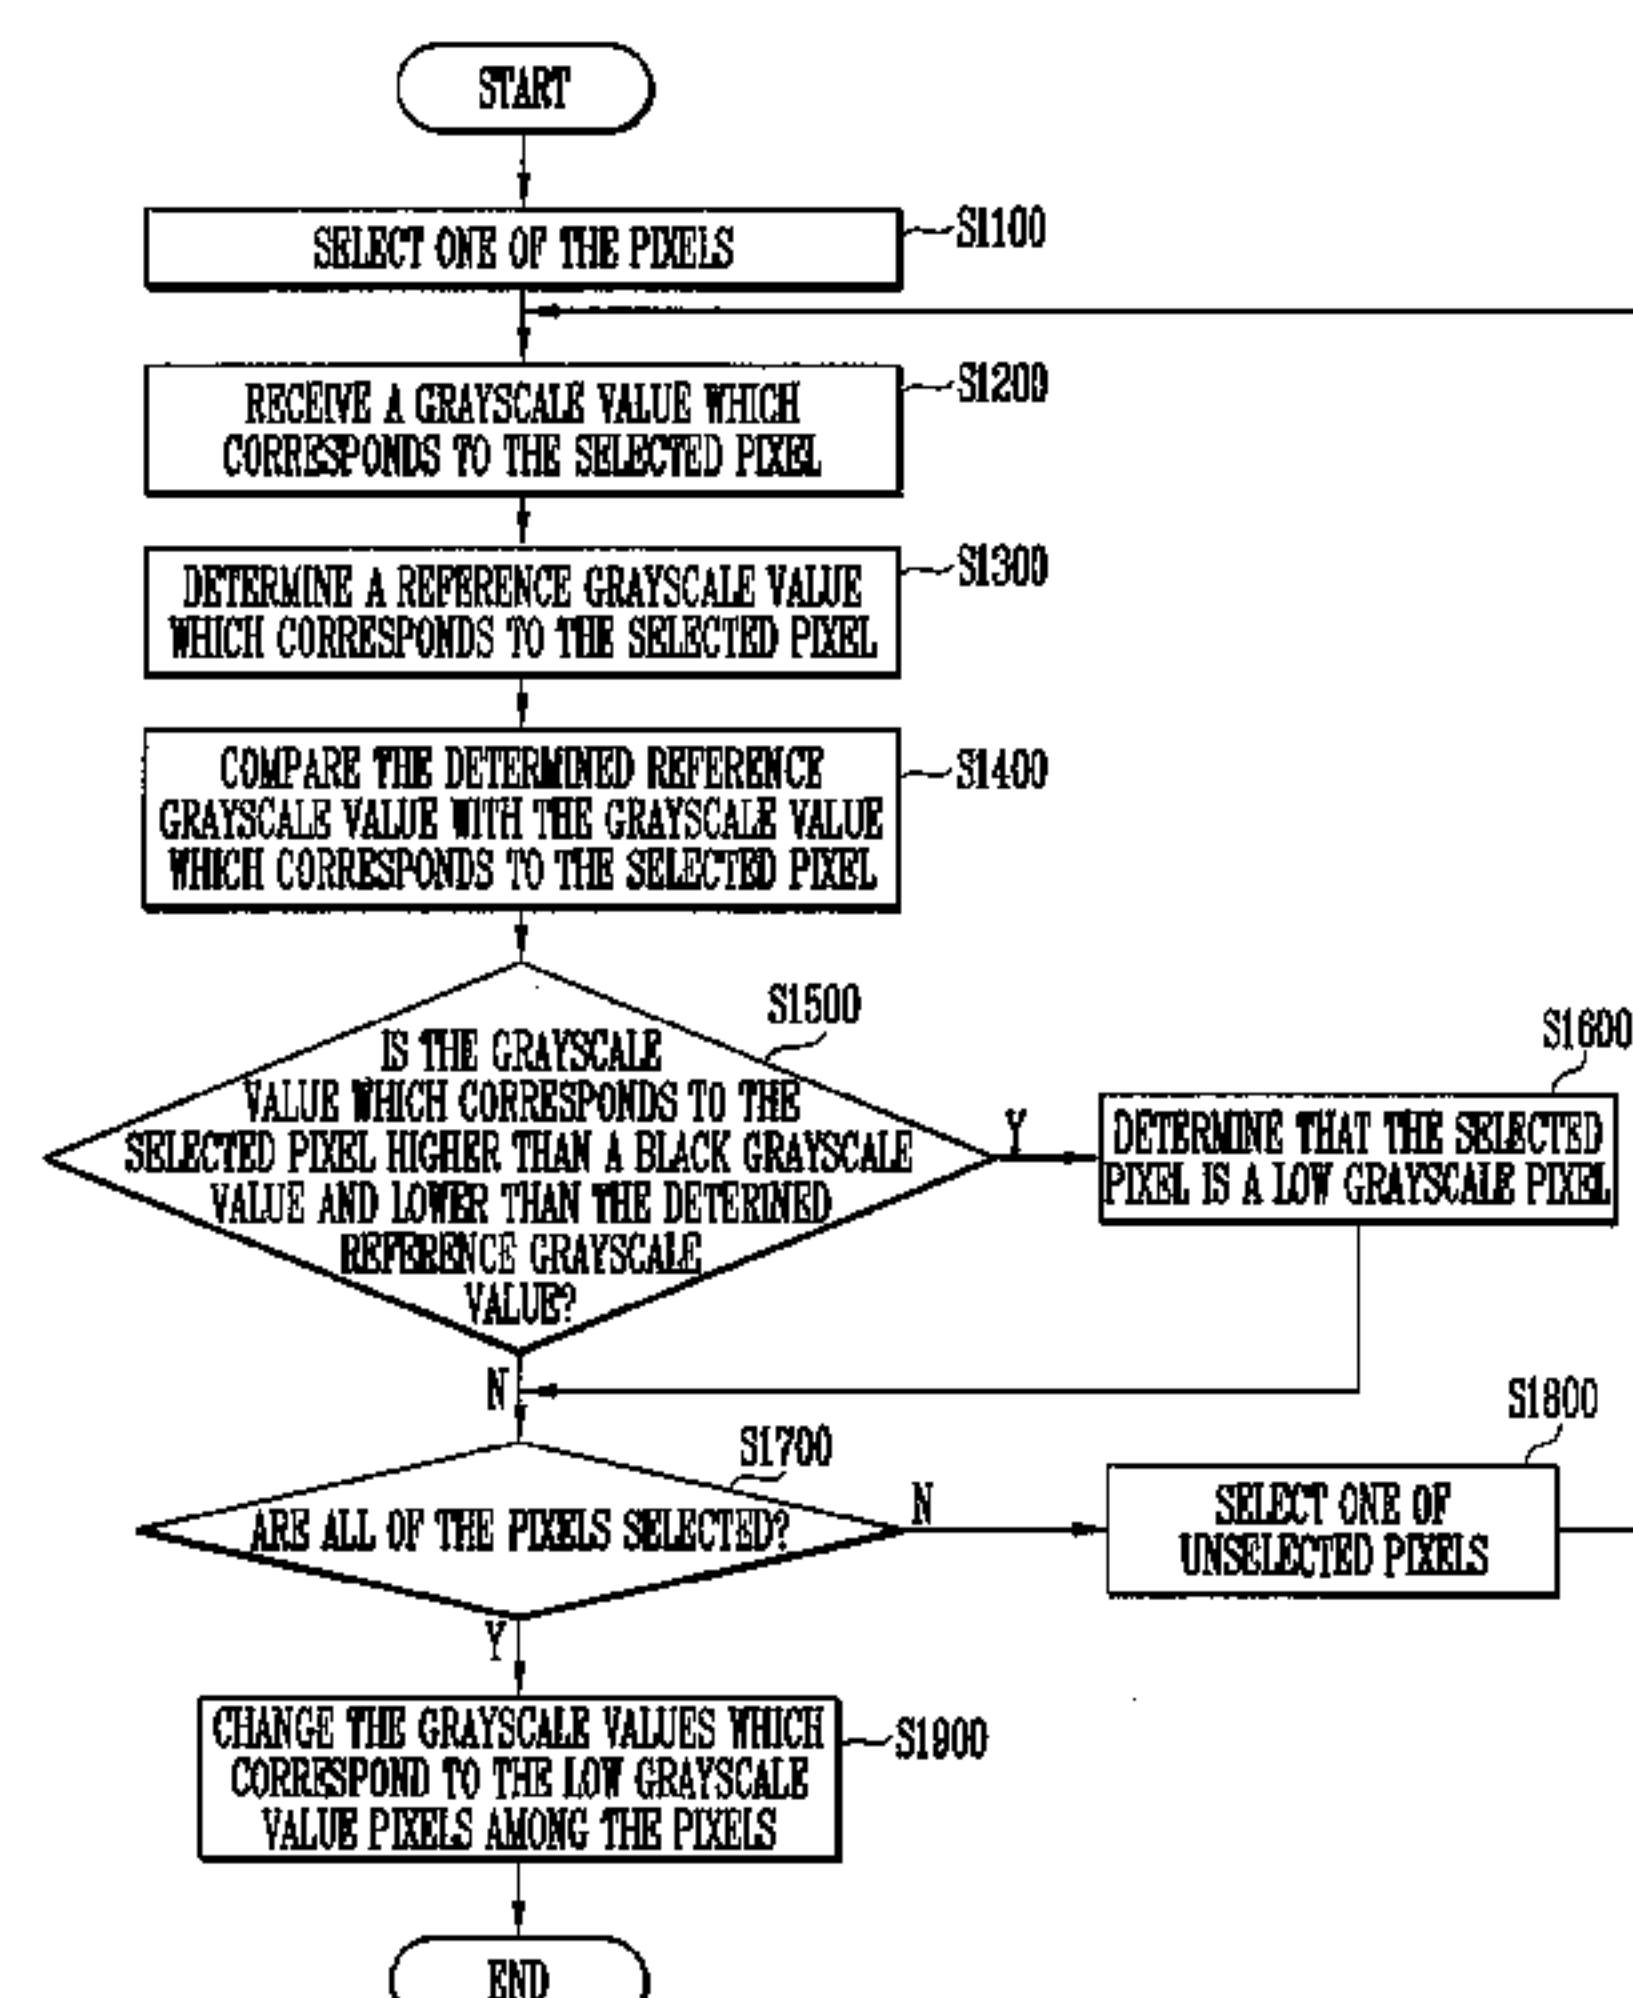 START
SELECT ONE OF THE PIXELS
S1100
RECEIVE A GRAYSCALE VALUE WHICH
CORRESPONDS TO THE SELECTED PIXEL
S1200
DETERMINE A REFERENCE GRAYSCALE VALUE
WHICH CORRESPONDS TO THE SELECTED PIXEL
S1300
COMPARE THE DETERMINED REFERENCE
GRAYSCALE VALUE WITH THE GRAYSCALE VALUE
WHICH CORRESPONDS TO THE SELECTED PIXEL
S1400
IS THE GRAYSCALE
VALUE WHICH CORRESPONDS TO THE
SELECTED PIXEL HIGHER THAN A BLACK GRAYSCALE
VALUE AND LOWER THAN THE DETERINED
REFERENCE GRAYSCALE
VALUE?
S1500
Y
DETERMINE THAT THE SELECTED
PIXEL IS A LOW GRAYSCALE PIXEL
S1600
N
ARE ALL OF THE PIXELS SELECTED?
S1700
N
SELECT ONE OF
UNSELECTED PIXELS
S1800
Y
CHANGE THE GRAYSCALE VALUES WHICH
CORRESPOND TO THE LOW GRAYSCALE
VALUE PIXELS AMONG THE PIXELS
S1900
END